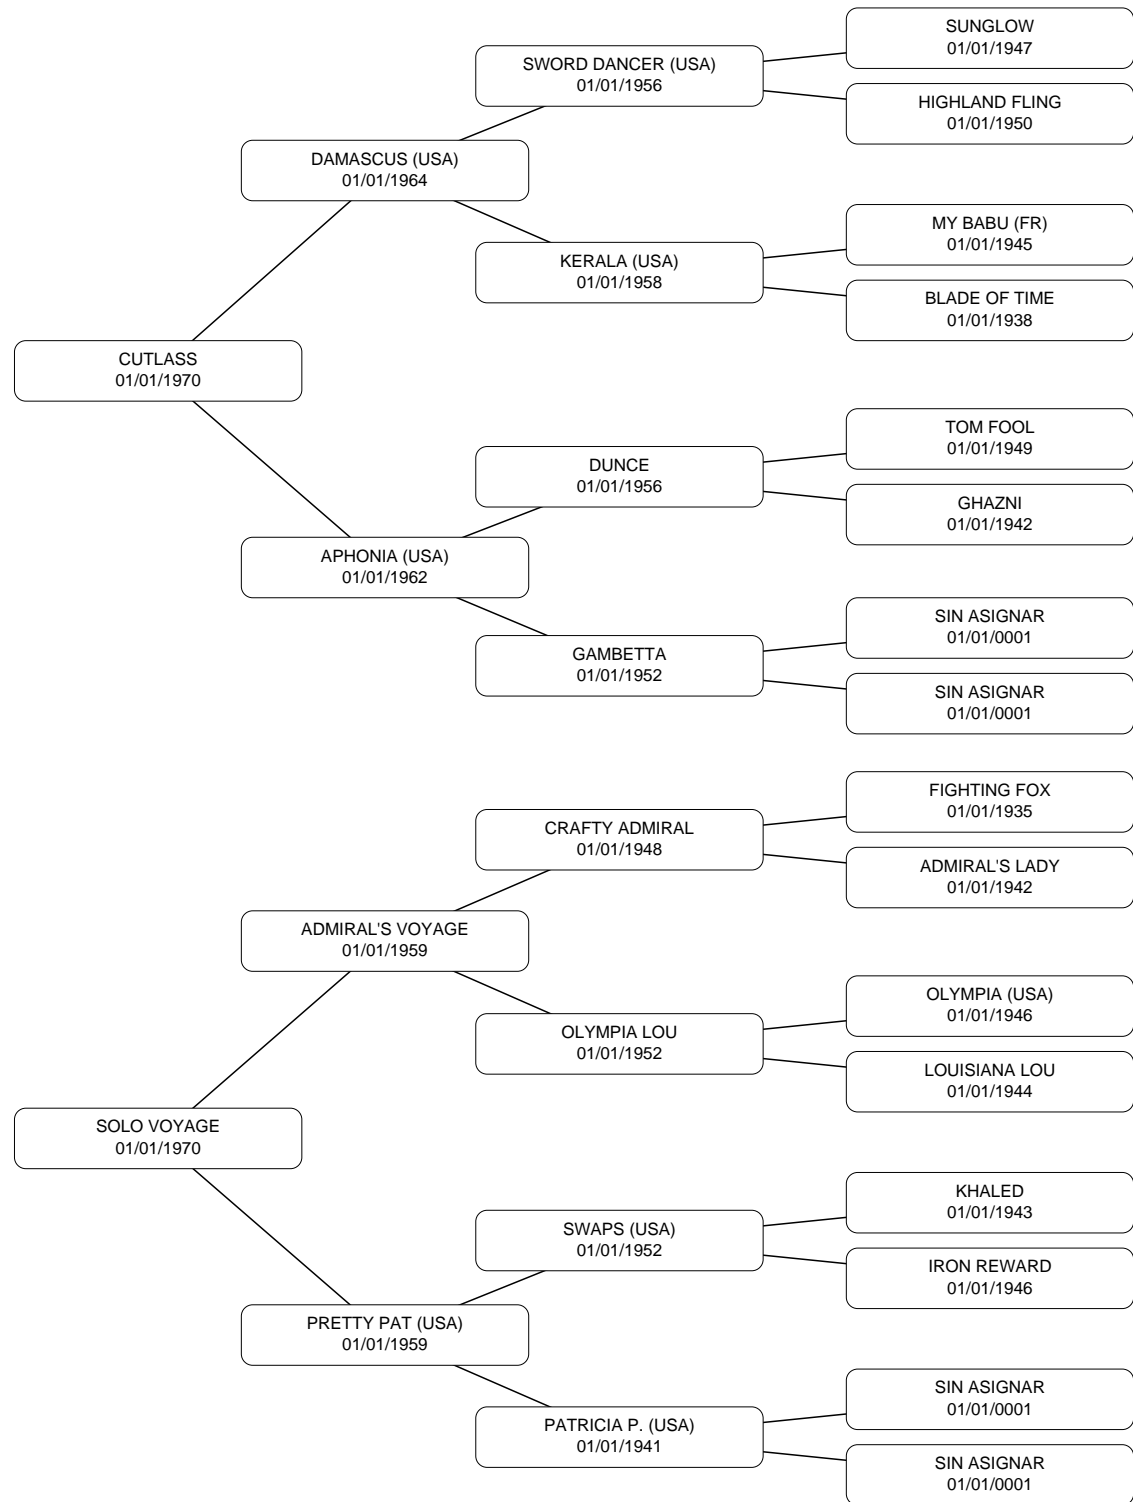 SUNGLOW
01/01/1947
SWORD DANCER (USA)
01/01/1956
HIGHLAND FLING
01/01/1950
DAMASCUS (USA)
01/01/1964
MY BABU (FR)
01/01/1945
KERALA (USA)
01/01/1958
BLADE OF TIME
01/01/1938
CUTLASS
01/01/1970
TOM FOOL
01/01/1949
DUNCE
01/01/1956
GHAZNI
01/01/1942
APHONIA (USA)
01/01/1962
SIN ASIGNAR
01/01/0001
GAMBETTA
01/01/1952
SIN ASIGNAR
01/01/0001
FIGHTING FOX
01/01/1935
CRAFTY ADMIRAL
01/01/1948
ADMIRAL'S LADY
01/01/1942
ADMIRAL'S VOYAGE
01/01/1959
OLYMPIA (USA)
01/01/1946
OLYMPIA LOU
01/01/1952
LOUISIANA LOU
01/01/1944
SOLO VOYAGE
01/01/1970
KHALED
01/01/1943
SWAPS (USA)
01/01/1952
IRON REWARD
01/01/1946
PRETTY PAT (USA)
01/01/1959
SIN ASIGNAR
01/01/0001
PATRICIA P. (USA)
01/01/1941
SIN ASIGNAR
01/01/0001